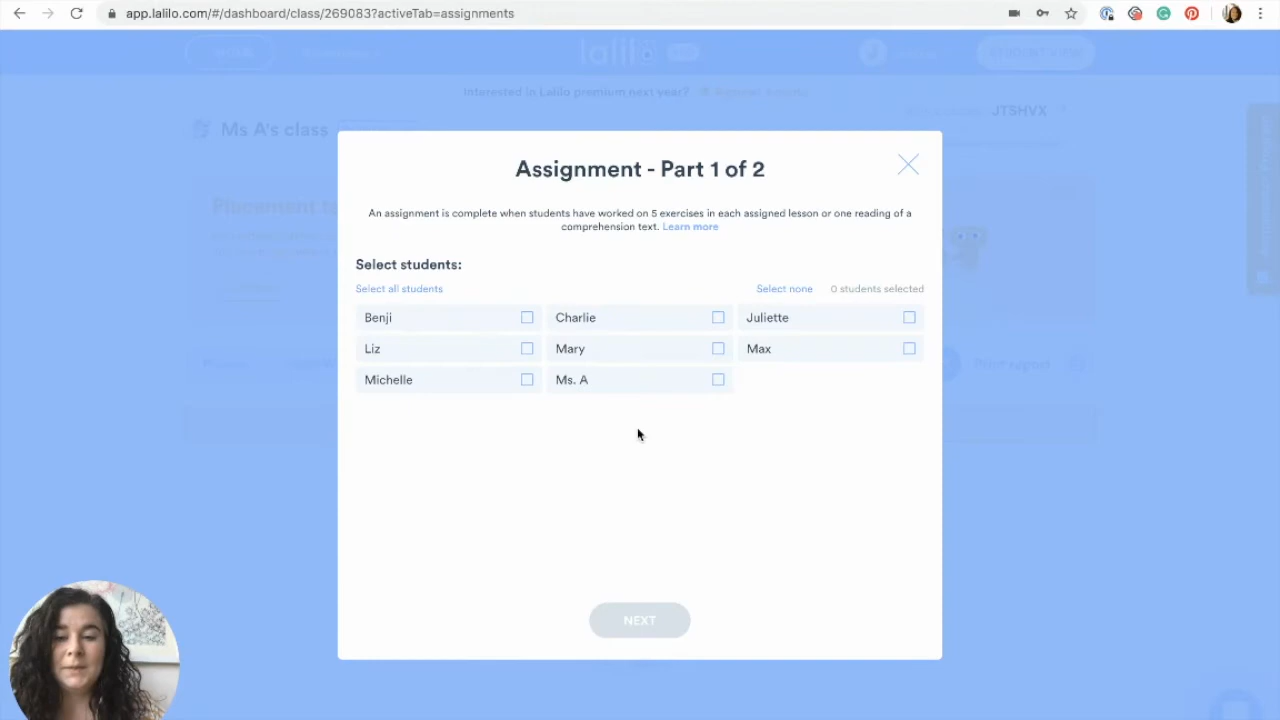 app.lalilo.com/#/dashboard/class/269083?activeTab=assignments
lalilo
Interested in Lalilo premium next year?
JTSHVX
Ms A's class
Assignment - Part 1 of 2
An assignment is complete when students have worked on 5 exercises in each assigned lesson or one reading of a
comprehension text. Learn more
Select students:
Select all students
Select none
0 students selected
Benji
Charlie
Juliette
Liz
Mary
Max
Print report
Michelle
Ms. A
NEXT